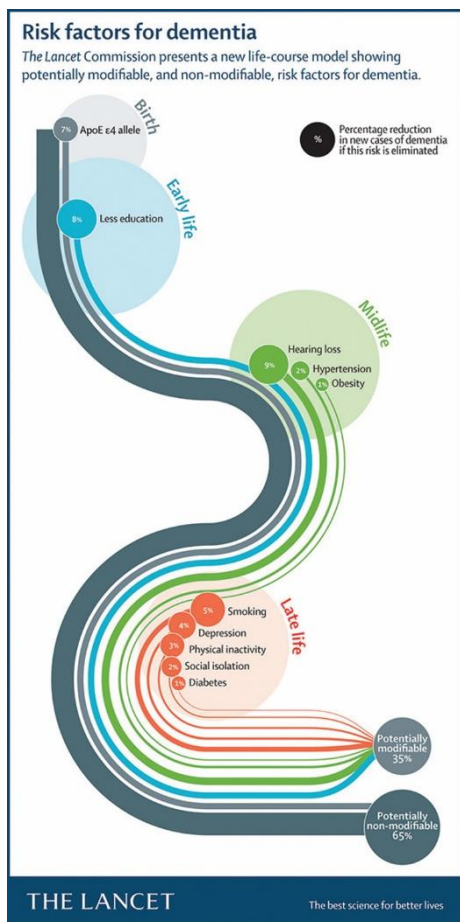 Risk factors for dementia
The Lancet Commission presents a new life-course model showing
potentially modifiable, and non-modifiable, risk factors for dementia.
Birth
7% ApoE ε4 allele
%
Percentage reduction
in new cases of dementia
if this risk is eliminated
Early life
8% Less education
Midlife
9% Hearing loss
2% Hypertension
1% Obesity
Late life
5% Smoking
4% Depression
3% Physical inactivity
2% Social isolation
1% Diabetes
Potentially
modifiable
35%
Potentially
non-modifiable
65%
THE LANCET
The best science for better lives